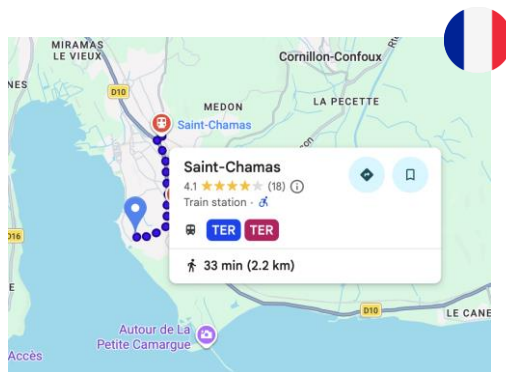 MIRAMAS
LE VIEUX
Cornillon-Confoux
NES
D10
MEDON
LA PECETTE
Saint-Chamas
Saint-Chamas
4.1 (18)
Train station ·
TER TER
33 min (2.2 km)
D16
E
D10
LE CANE
Autour de La
Petite Camargue
Accès